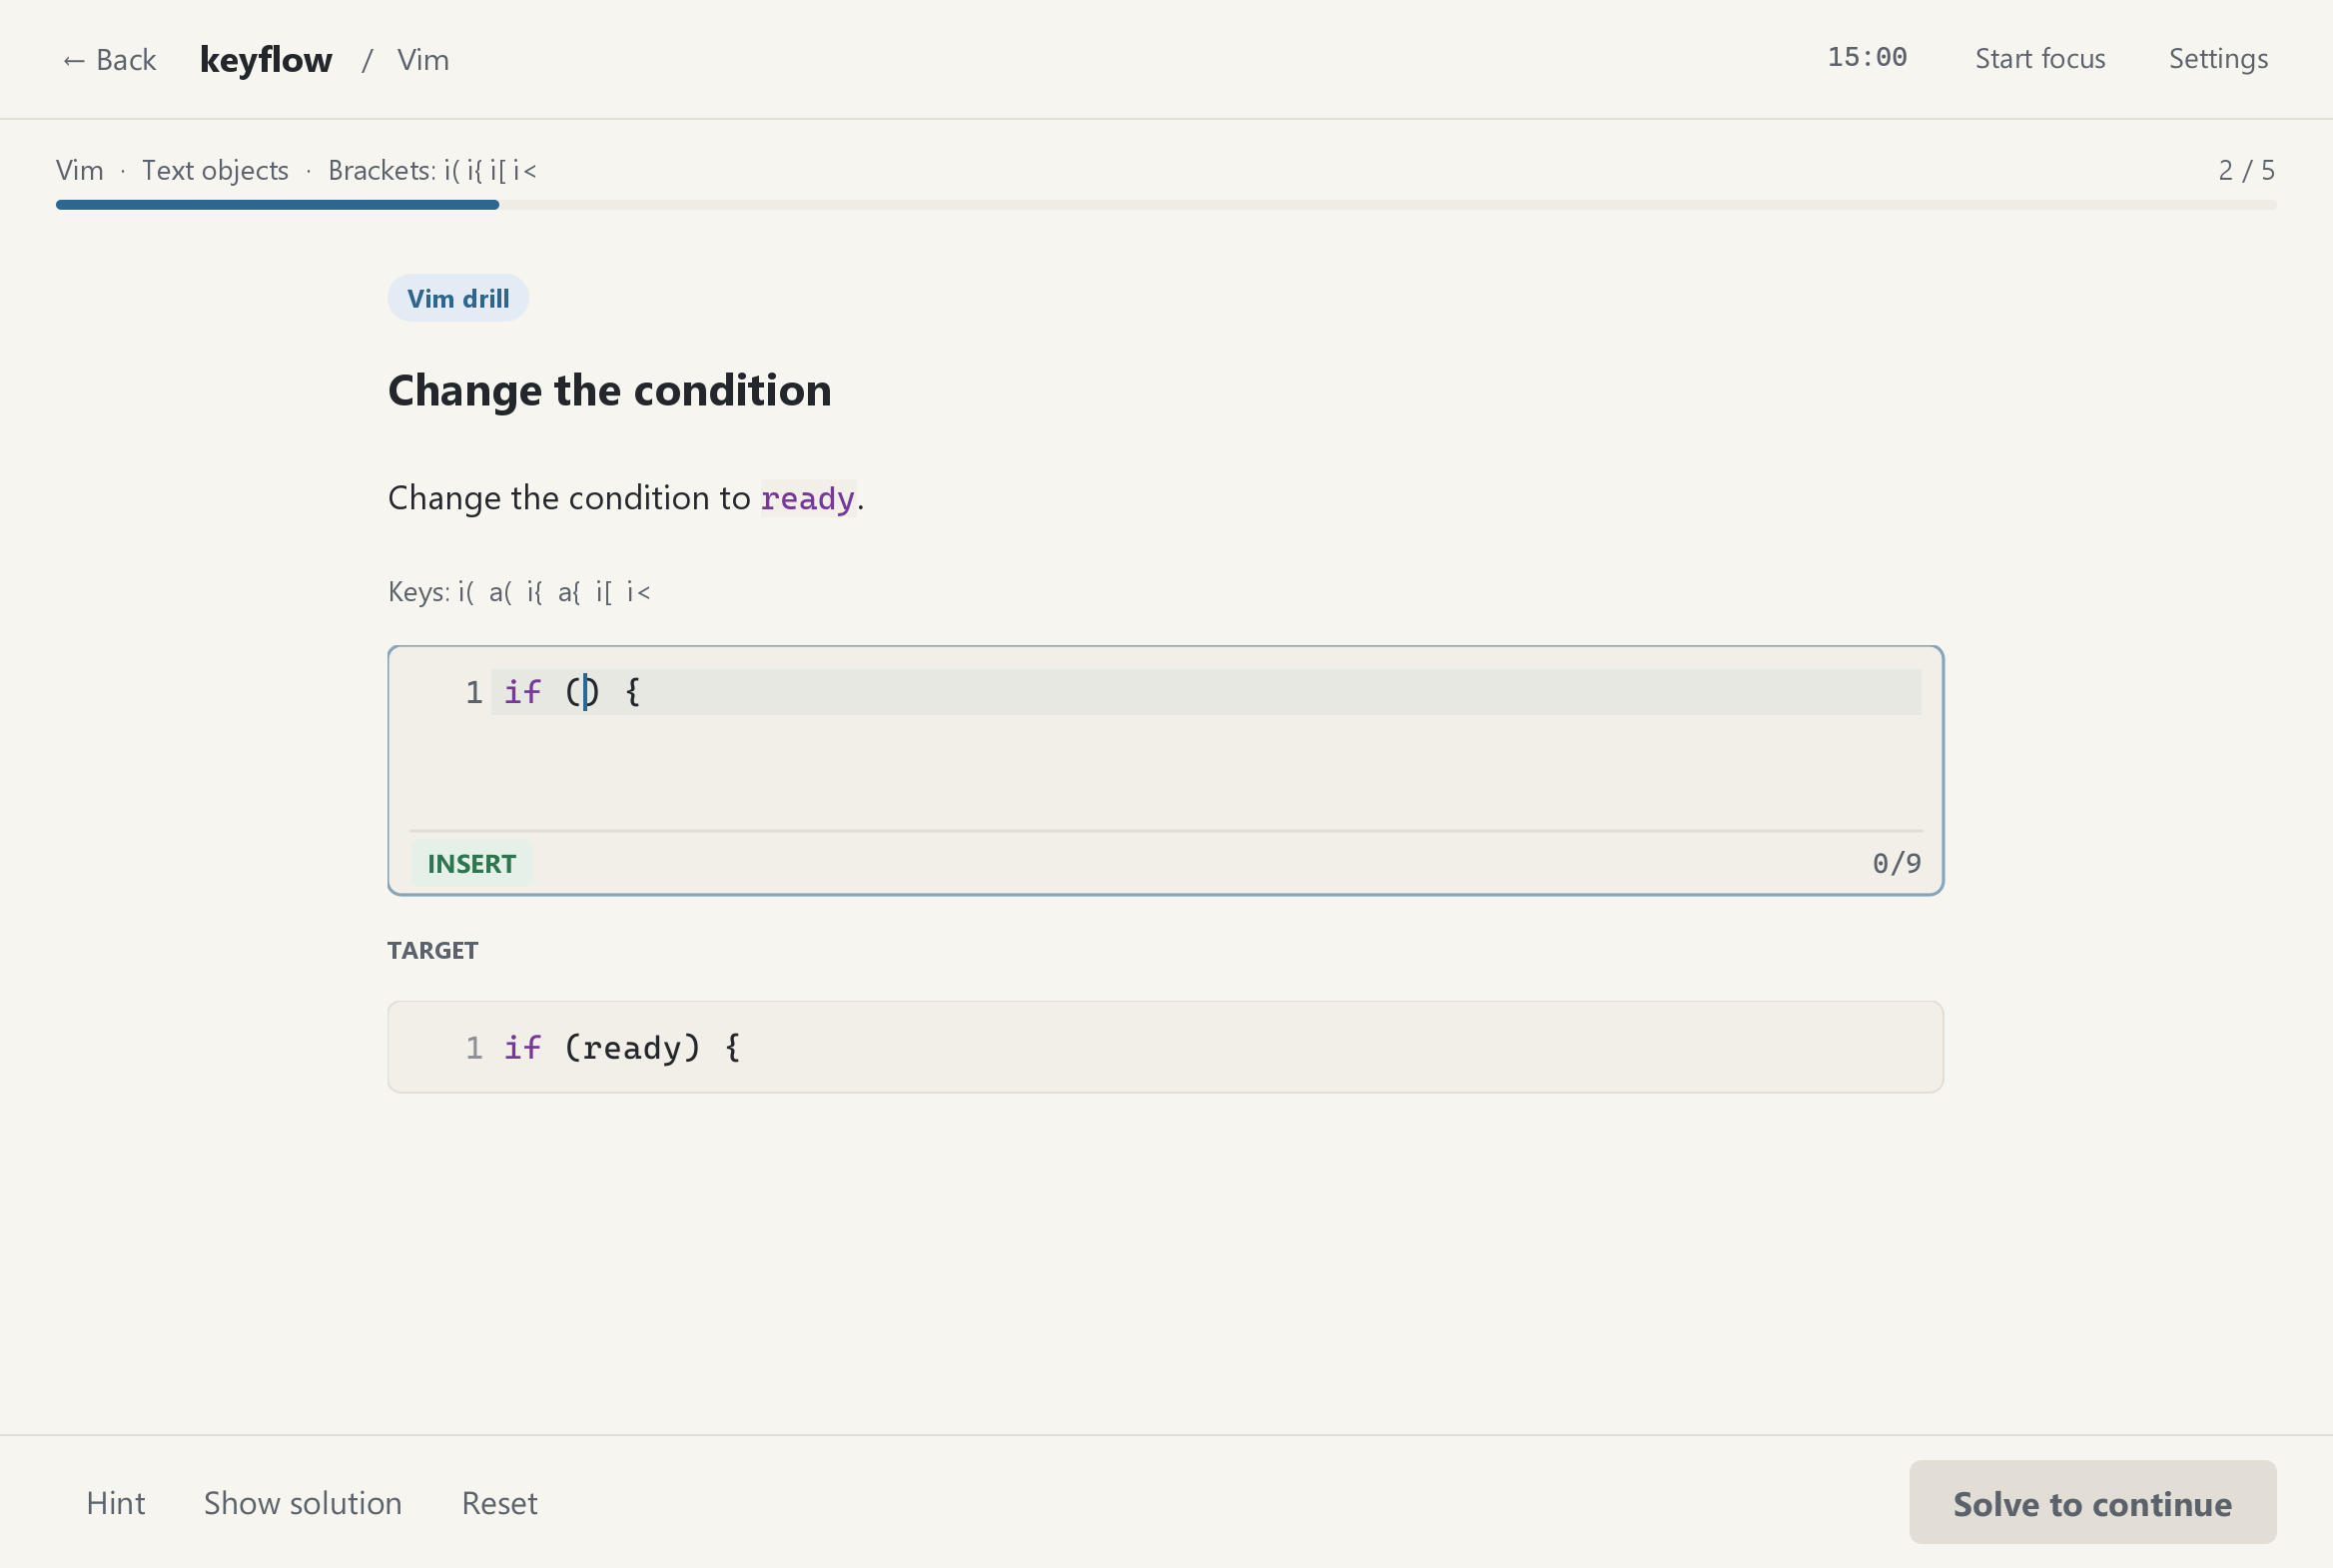 ← Back keyflow / Vim 15:00 Start focus Settings
Vim · Text objects · Brackets: i( i{ i[ i< 2 / 5
Vim drill
Change the condition
Change the condition to ready.
Keys: i( a( i{ a{ i[ i<
1 if () {
INSERT 0/9
TARGET
1 if (ready) {
Hint Show solution Reset Solve to continue